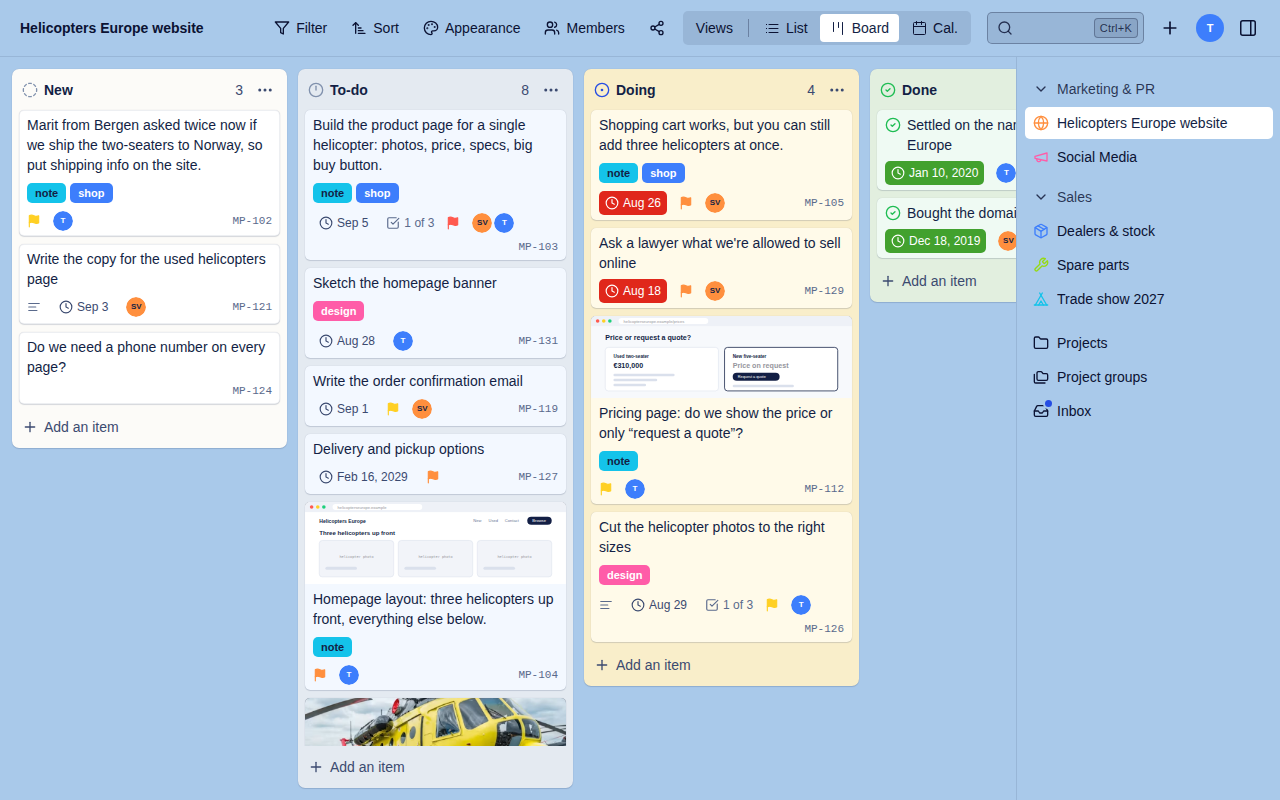 Helicopters Europe website
Filter
Sort
Appearance
Members
Views
List
Board
Cal.
Ctrl+K
T
New
3
Marit from Bergen asked twice now if
we ship the two-seaters to Norway, so
put shipping info on the site.
note shop
T
MP-102
Write the copy for the used helicopters
page
Sep 3
SV
MP-121
Do we need a phone number on every
page?
MP-124
Add an item
To-do
8
Build the product page for a single
helicopter: photos, price, specs, big
buy button.
note shop
Sep 5
1 of 3
SV
T
MP-103
Sketch the homepage banner
design
Aug 28
T
MP-131
Write the order confirmation email
Sep 1
SV
MP-119
Delivery and pickup options
Feb 16, 2029
MP-127
Helicopters Europe
New Used Contact Browse
Three helicopters up front
helicopter photo helicopter photo helicopter photo
Homepage layout: three helicopters up
front, everything else below.
note
T
MP-104
Add an item
Doing
4
Shopping cart works, but you can still
add three helicopters at once.
note shop
Aug 26
SV
MP-105
Ask a lawyer what we're allowed to sell
online
Aug 18
SV
MP-129
Price or request a quote?
Used two-seater
€310,000
New five-seater
Price on request
Request a quote
Pricing page: do we show the price or
only “request a quote”?
note
T
MP-112
Cut the helicopter photos to the right
sizes
design
Aug 29
1 of 3
T
MP-126
Add an item
Done
Settled on the
Europe
Jan 10, 2020
T
Bought the
Dec 18, 2019
SV
Add an item
Marketing & PR
Helicopters Europe website
Social Media
Sales
Dealers & stock
Spare parts
Trade show 2027
Projects
Project groups
Inbox